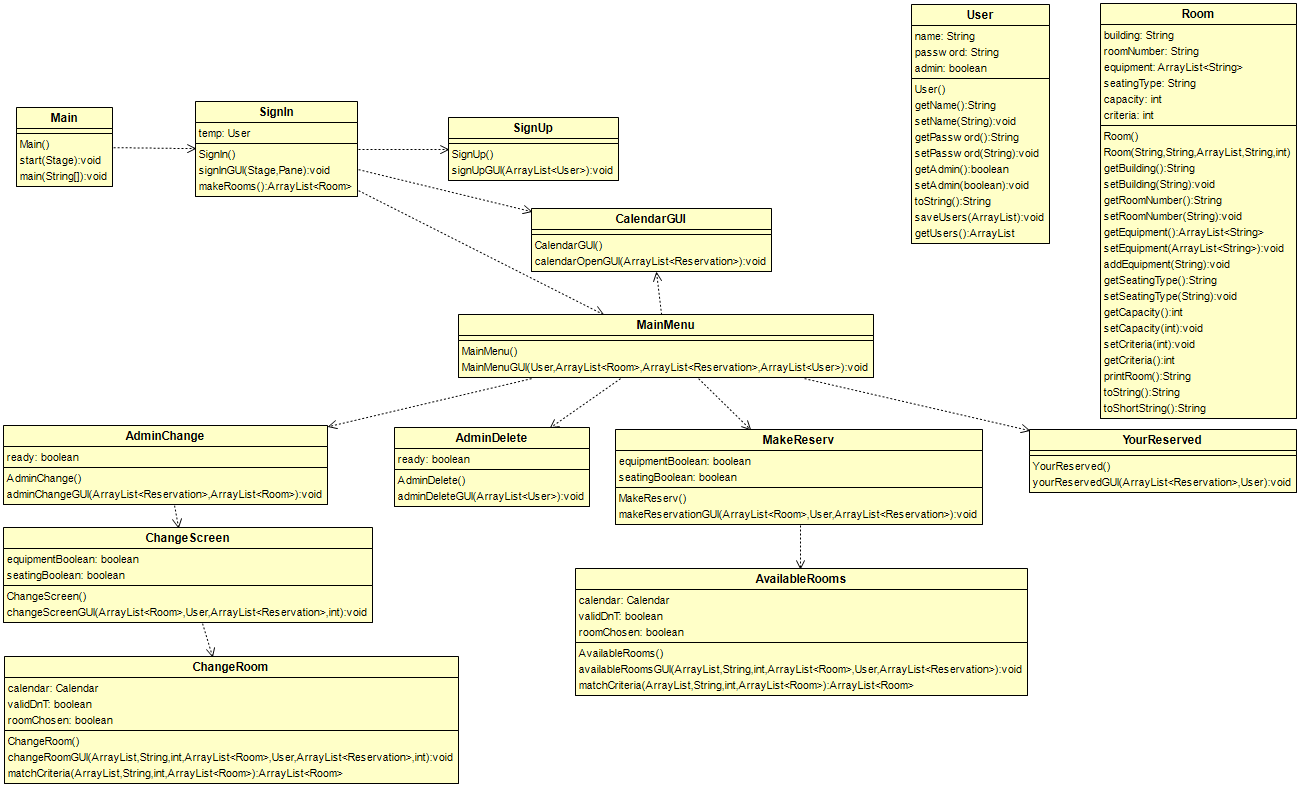 Main
Main()
start(Stage):void
main(String[]):void
SignIn
temp: User
SignIn()
signInGUI(Stage,Pane):void
makeRooms():ArrayList<Room>
SignUp
SignUp()
signUpGUI(ArrayList<User>):void
CalendarGUI
CalendarGUI()
calendarOpenGUI(ArrayList<Reservation>):void
User
name: String
password: String
admin: boolean
User()
getName():String
setName(String):void
getPassword():String
setPassword(String):void
getAdmin():boolean
setAdmin(boolean):void
toString():String
saveUsers(ArrayList):void
getUsers():ArrayList
Room
building: String
roomNumber: String
equipment: ArrayList<String>
seatingType: String
capacity: int
criteria: int
Room()
Room(String,String,ArrayList,String,int)
getBuilding():String
setBuilding(String):void
getRoomNumber():String
setRoomNumber(String):void
getEquipment():ArrayList<String>
setEquipment(ArrayList<String>):void
addEquipment(String):void
getSeatingType():String
setSeatingType(String):void
getCapacity():int
setCapacity(int):void
setCriteria(int):void
getCriteria():int
printRoom():String
toString():String
toShortString():String
MainMenu
MainMenu()
MainMenuGUI(User,ArrayList<Room>,ArrayList<Reservation>,ArrayList<User>):void
AdminChange
ready: boolean
AdminChange()
adminChangeGUI(ArrayList<Reservation>,ArrayList<Room>):void
AdminDelete
ready: boolean
AdminDelete()
adminDeleteGUI(ArrayList<User>):void
MakeReserv
equipmentBoolean: boolean
seatingBoolean: boolean
MakeReserv()
makeReservationGUI(ArrayList<Room>,User,ArrayList<Reservation>):void
YourReserved
YourReserved()
yourReservedGUI(ArrayList<Reservation>,User):void
ChangeScreen
equipmentBoolean: boolean
seatingBoolean: boolean
ChangeScreen()
changeScreenGUI(ArrayList<Room>,User,ArrayList<Reservation>,int):void
AvailableRooms
calendar: Calendar
validDnT: boolean
roomChosen: boolean
AvailableRooms()
availableRoomsGUI(ArrayList,String,int,ArrayList<Room>,User,ArrayList<Reservation>):void
matchCriteria(ArrayList,String,int,ArrayList<Room>):ArrayList<Room>
ChangeRoom
calendar: Calendar
validDnT: boolean
roomChosen: boolean
ChangeRoom()
changeRoomGUI(ArrayList,String,int,ArrayList<Room>,User,ArrayList<Reservation>,int):void
matchCriteria(ArrayList,String,int,ArrayList<Room>):ArrayList<Room>